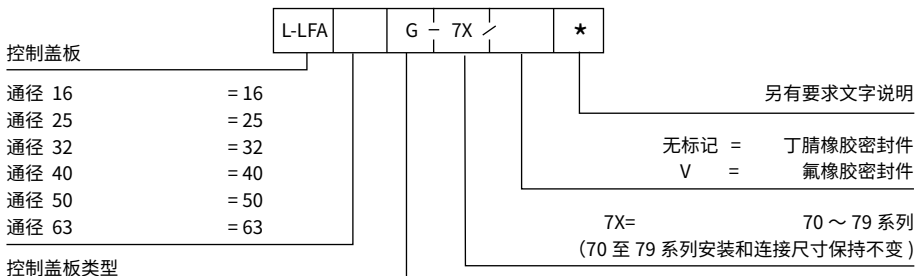 L-LFA G – 7X / *
控制盖板
通径 16 = 16
通径 25 = 25
通径 32 = 32
通径 40 = 40
通径 50 = 50
通径 63 = 63
控制盖板类型
另有要求文字说明
无标记 = 丁腈橡胶密封件
V = 氟橡胶密封件
7X= 70 ~ 79 系列
(70 至 79 系列安装和连接尺寸保持不变 )